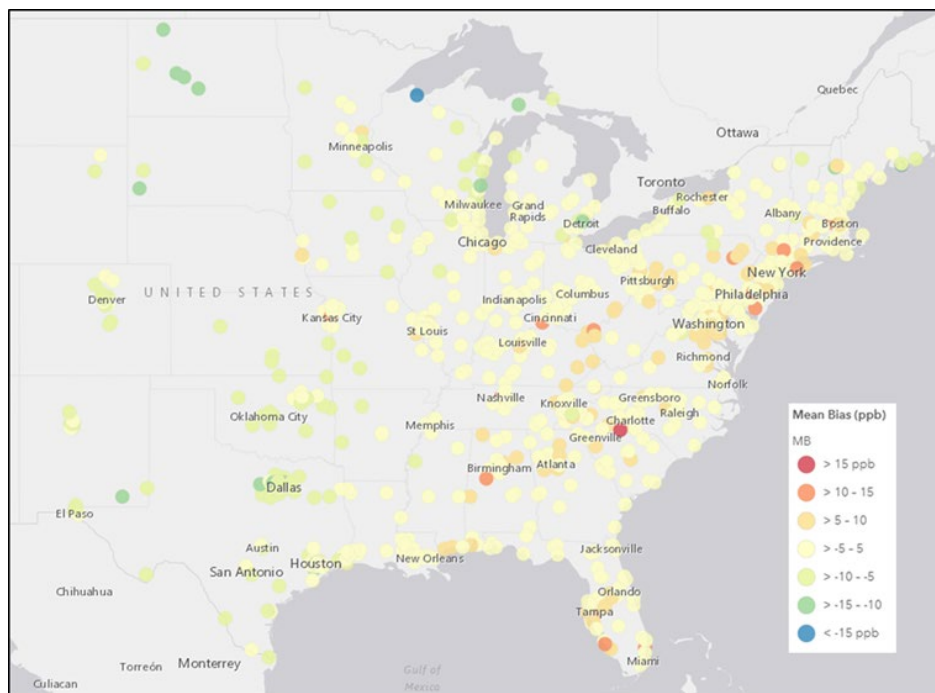 Quebec
Ottawa
Minneapolis
Toronto
Rochester
Buffalo
Albany
Boston
Providence
Milwaukee
Grand
Rapids
Detroit
Chicago
Cleveland
New York
Pittsburgh
Philadelphia
Denver
UNITED STATES
Indianapolis
Columbus
Kansas City
St Louis
Cincinnati
Washington
Louisville
Richmond
Norfolk
Nashville
Knoxville
Greensboro
Oklahoma City
Memphis
Charlotte
Raleigh
Greenville
Birmingham
Atlanta
Dallas
El Paso
Austin
New Orleans
Jacksonville
San Antonio
Houston
Chihuahua
Orlando
Tampa
Torreón
Monterrey
Miami
Gulf of
Mexico
Culiacan
Mean Bias (ppb)
MB
> 15 ppb
> 10 - 15
> 5 - 10
> -5 - 5
> -10 - -5
> -15 - -10
< -15 ppb